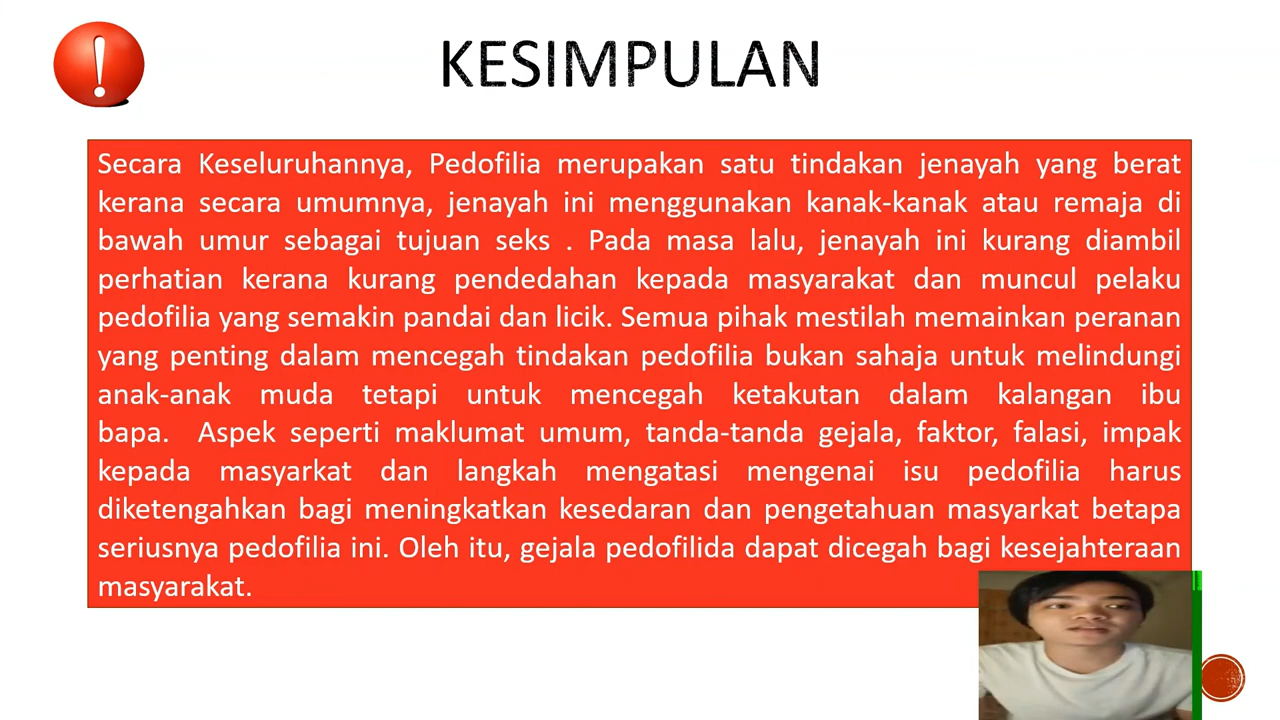 KESIMPULAN
Secara Keseluruhannya, Pedofilia merupakan satu tindakan jenayah yang berat
kerana secara umumnya, jenayah ini menggunakan kanak-kanak atau remaja di
bawah umur sebagai tujuan seks . Pada masa lalu, jenayah ini kurang diambil
perhatian kerana kurang pendedahan kepada masyarakat dan muncul pelaku
pedofilia yang semakin pandai dan licik. Semua pihak mestilah memainkan peranan
yang penting dalam mencegah tindakan pedofilia bukan sahaja untuk melindungi
anak-anak muda tetapi untuk mencegah ketakutan dalam kalangan ibu
bapa. Aspek seperti maklumat umum, tanda-tanda gejala, faktor, falasi, impak
kepada masyarkat dan langkah mengatasi mengenai isu pedofilia harus
diketengahkan bagi meningkatkan kesedaran dan pengetahuan masyarkat betapa
seriusnya pedofilia ini. Oleh itu, gejala pedofilida dapat dicegah bagi kesejahteraan
masyarakat.